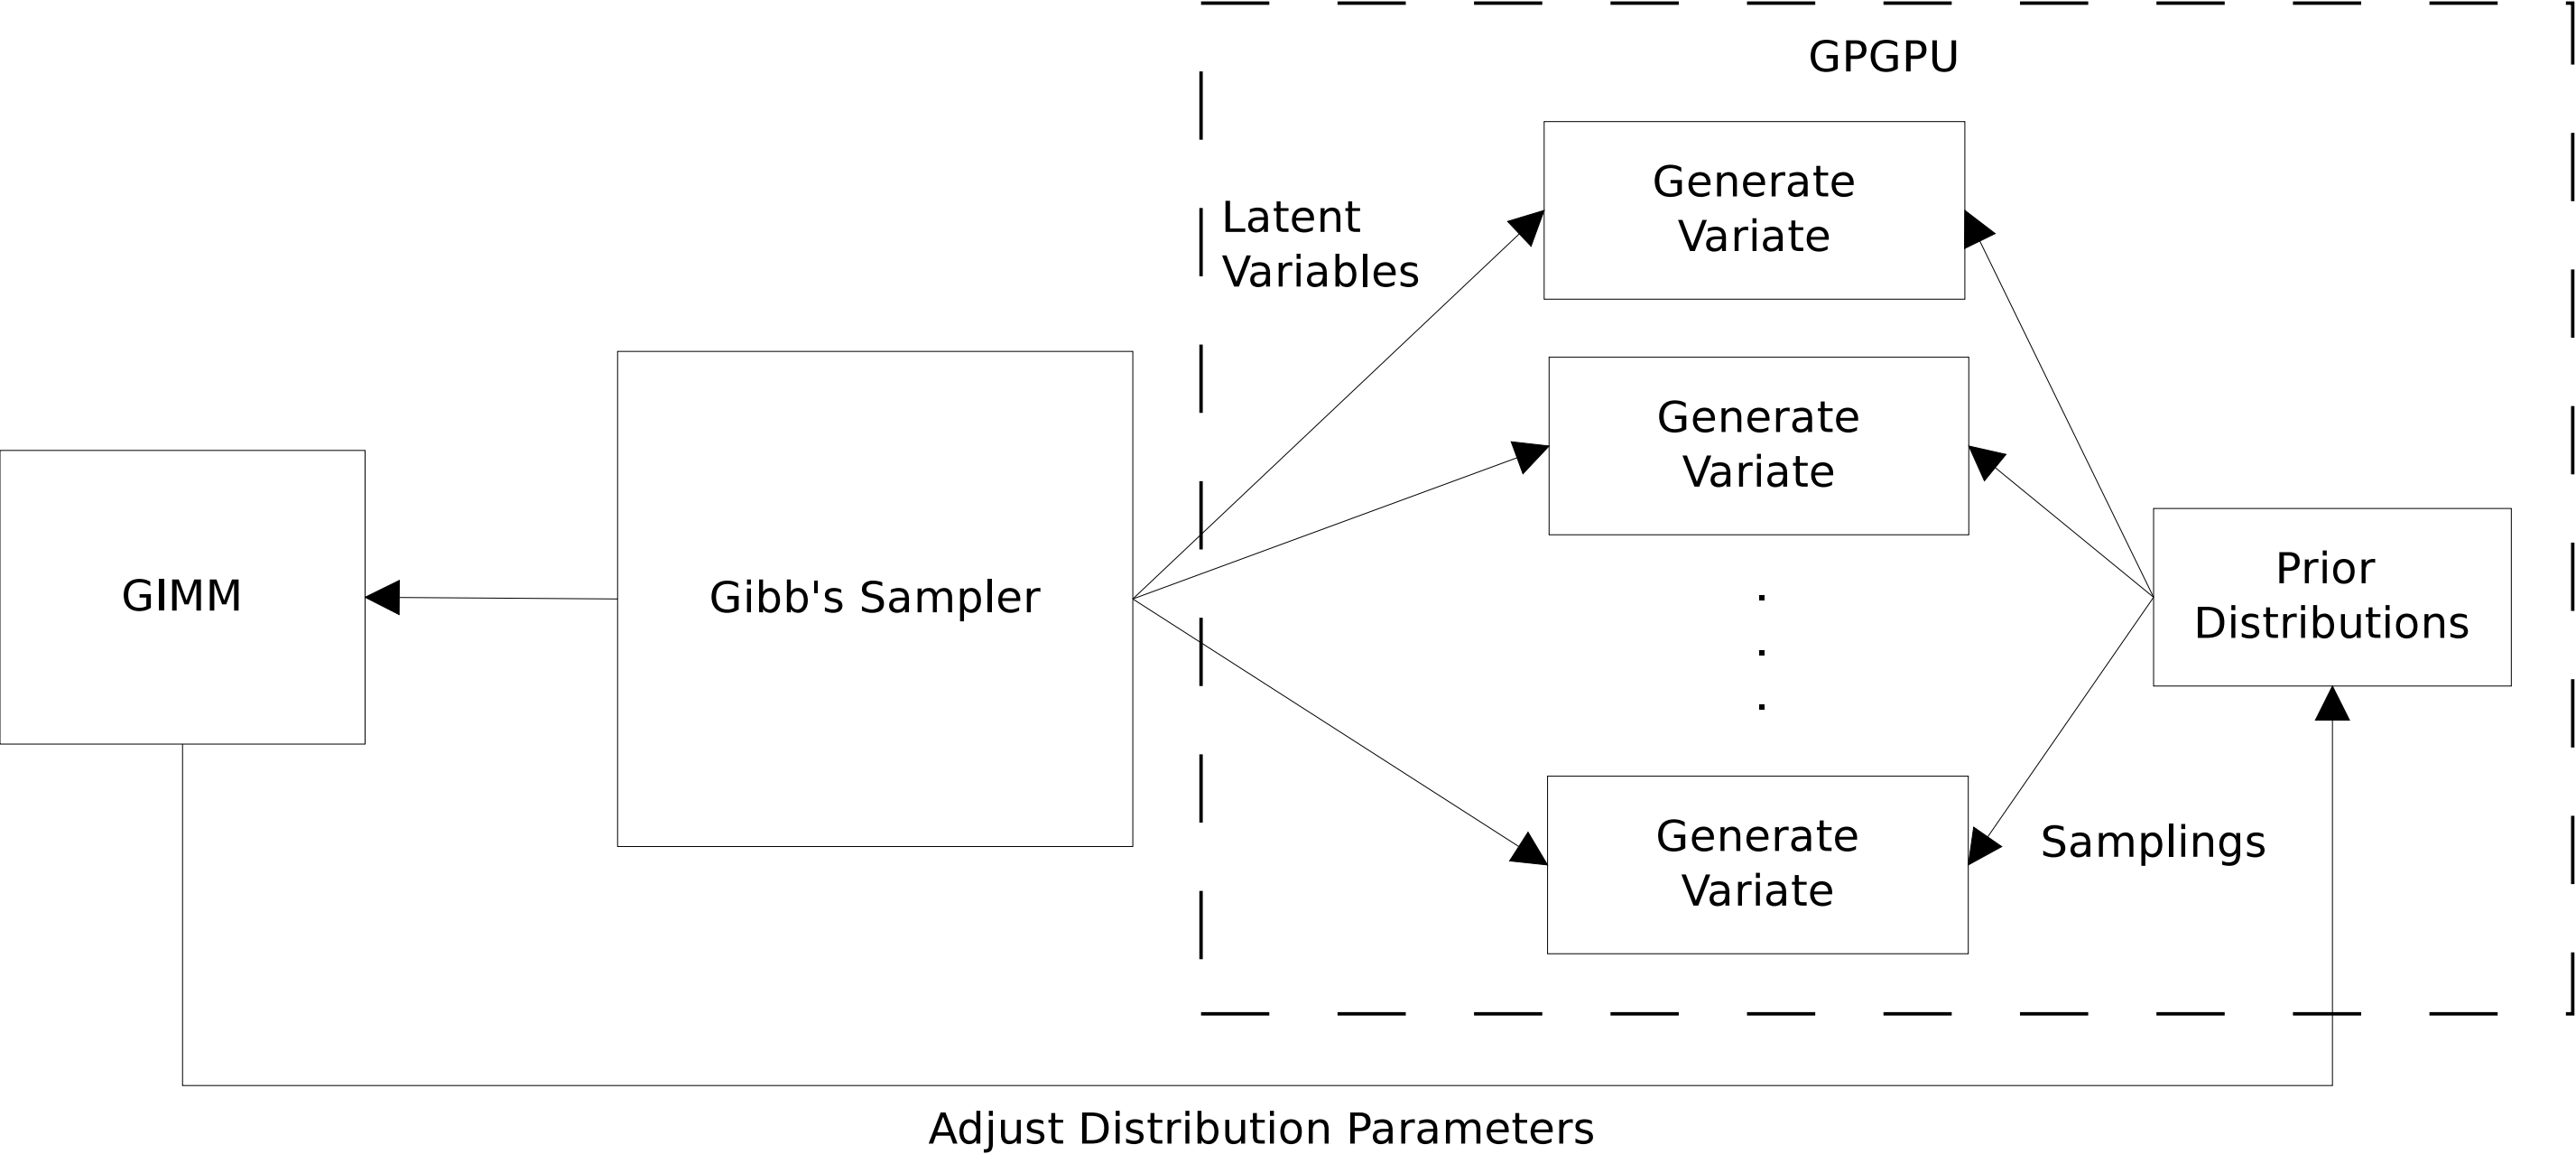 GPGPU
Generate
Variate
Latent
Variables
Generate
Variate
GIMM
Gibb's Sampler
.
.
.
Prior
Distributions
Generate
Variate
Samplings
Adjust Distribution Parameters